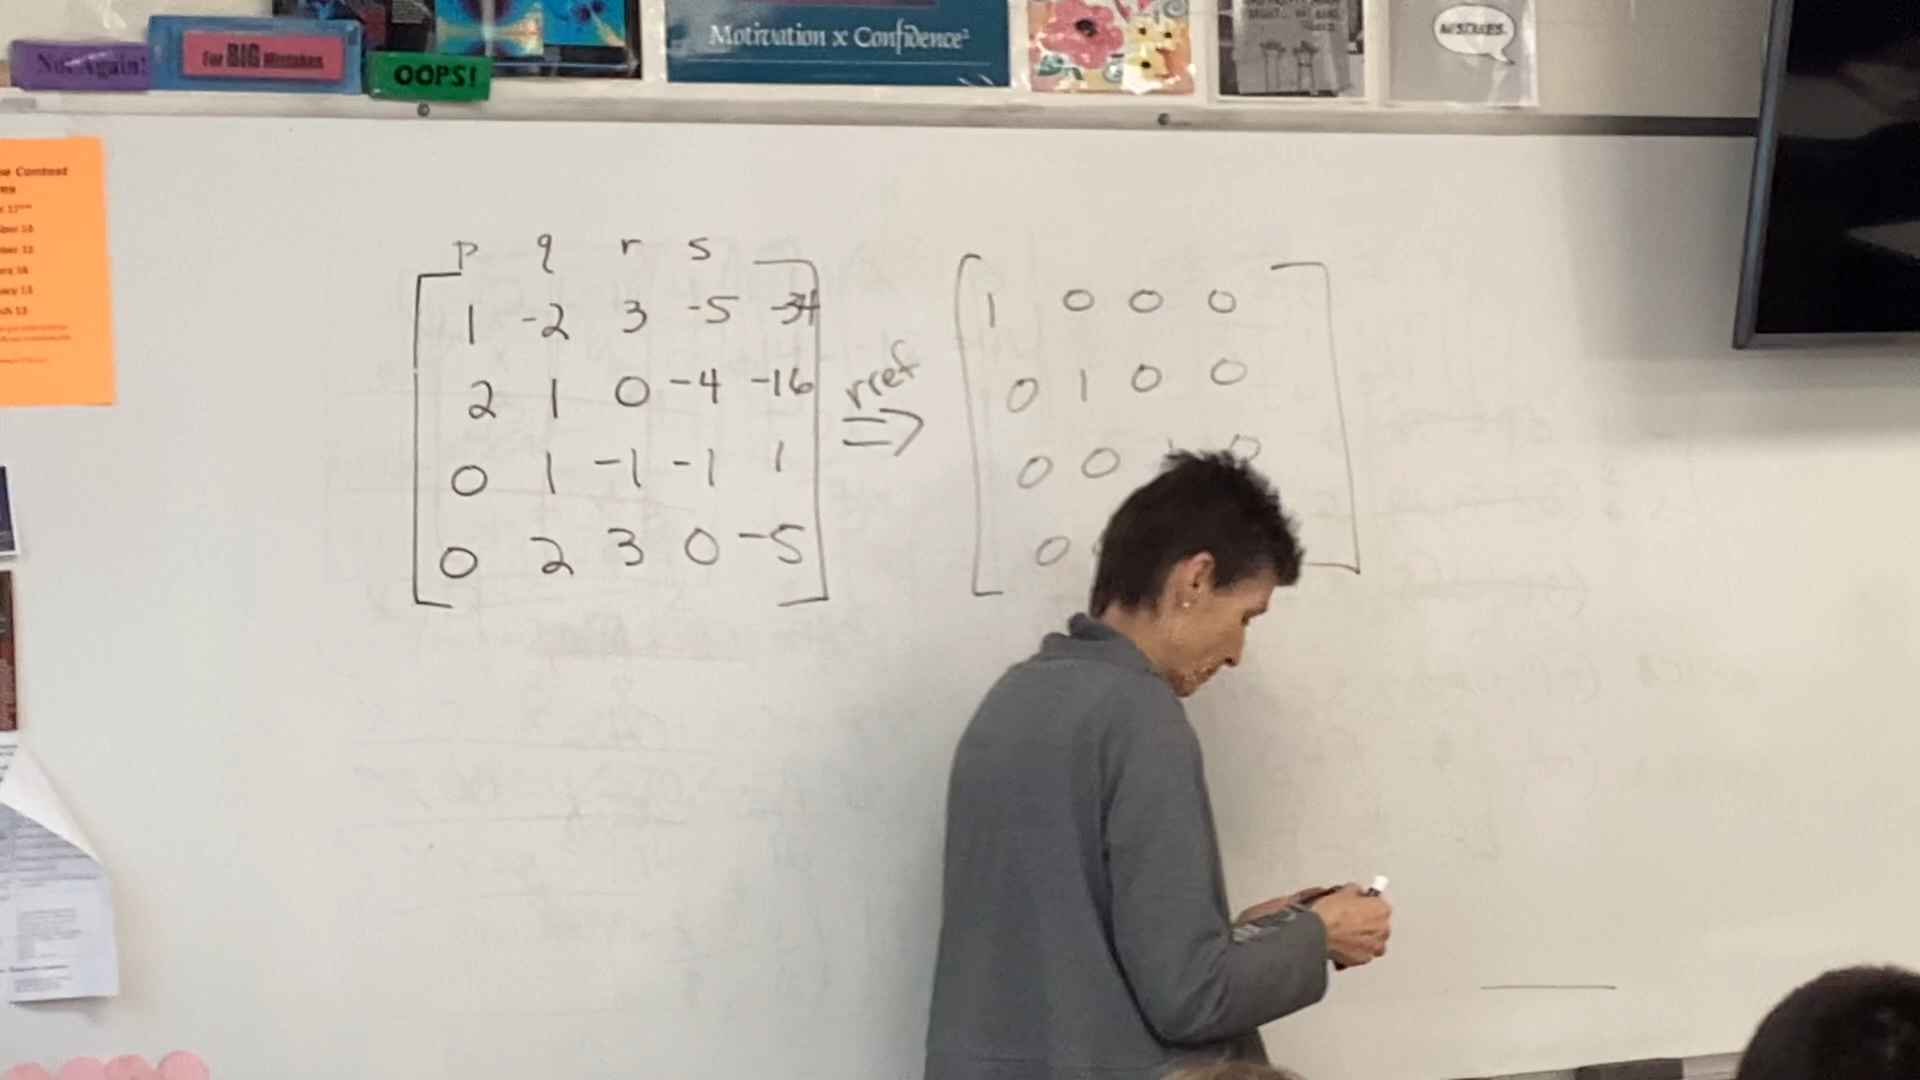 Not Again!
For BIG Mistakes
OOPS!
Motivation x Confidence²
MISTAKES.
p q r s
1 -2 3 -5 -34
2 1 0 -4 -16
0 1 -1 -1 1
0 2 3 0 -5
rref
⇒
1 0 0 0
0 1 0 0
0 0 0
0